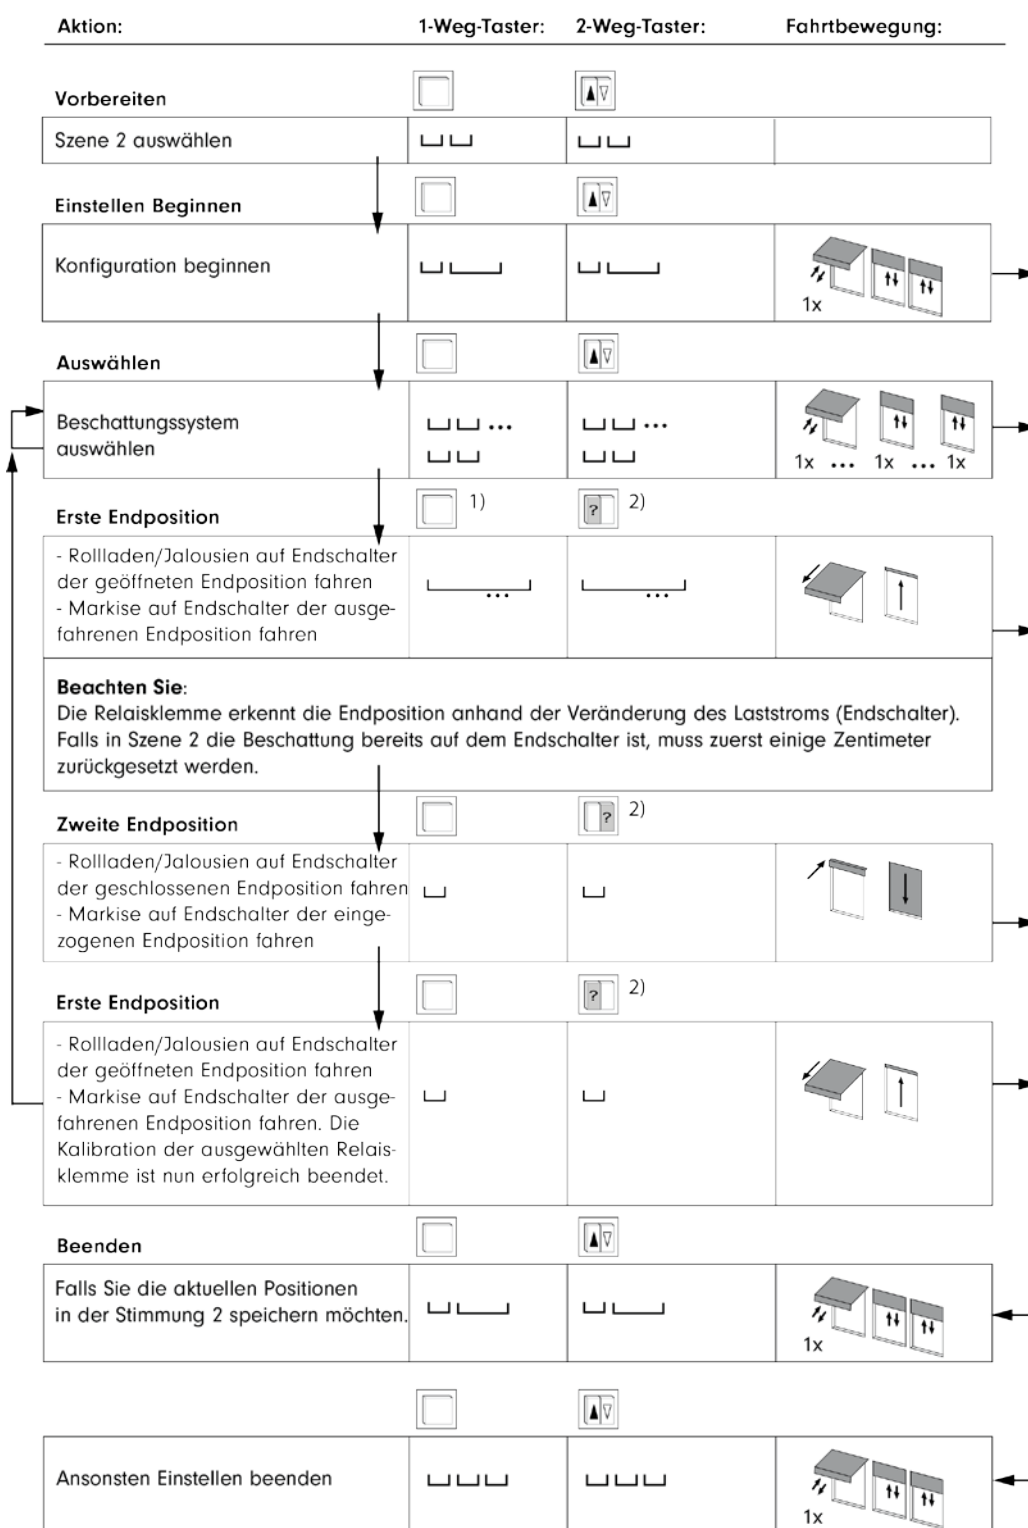 Aktion: 1-Weg-Taster: 2-Weg-Taster: Fahrtbewegung:
Vorbereiten
Szene 2 auswählen
Einstellen Beginnen
Konfiguration beginnen
1x
Auswählen
Beschattungssystem
auswählen
...
...
1x ... 1x ... 1x
Erste Endposition
1)
? 2)
- Rollladen/Jalousien auf Endschalter
der geöffneten Endposition fahren
- Markise auf Endschalter der ausge-
fahrenen Endposition fahren
...
...
Beachten Sie:
Die Relaisklemme erkennt die Endposition anhand der Veränderung des Laststroms (Endschalter).
Falls in Szene 2 die Beschattung bereits auf dem Endschalter ist, muss zuerst einige Zentimeter
zurückgesetzt werden.
Zweite Endposition
? 2)
- Rollladen/Jalousien auf Endschalter
der geschlossenen Endposition fahren
- Markise auf Endschalter der einge-
zogenen Endposition fahren
Erste Endposition
? 2)
- Rollladen/Jalousien auf Endschalter
der geöffneten Endposition fahren
- Markise auf Endschalter der ausge-
fahrenen Endposition fahren. Die
Kalibration der ausgewählten Relais-
klemme ist nun erfolgreich beendet.
Beenden
Falls Sie die aktuellen Positionen
in der Stimmung 2 speichern möchten.
1x
Ansonsten Einstellen beenden
1x